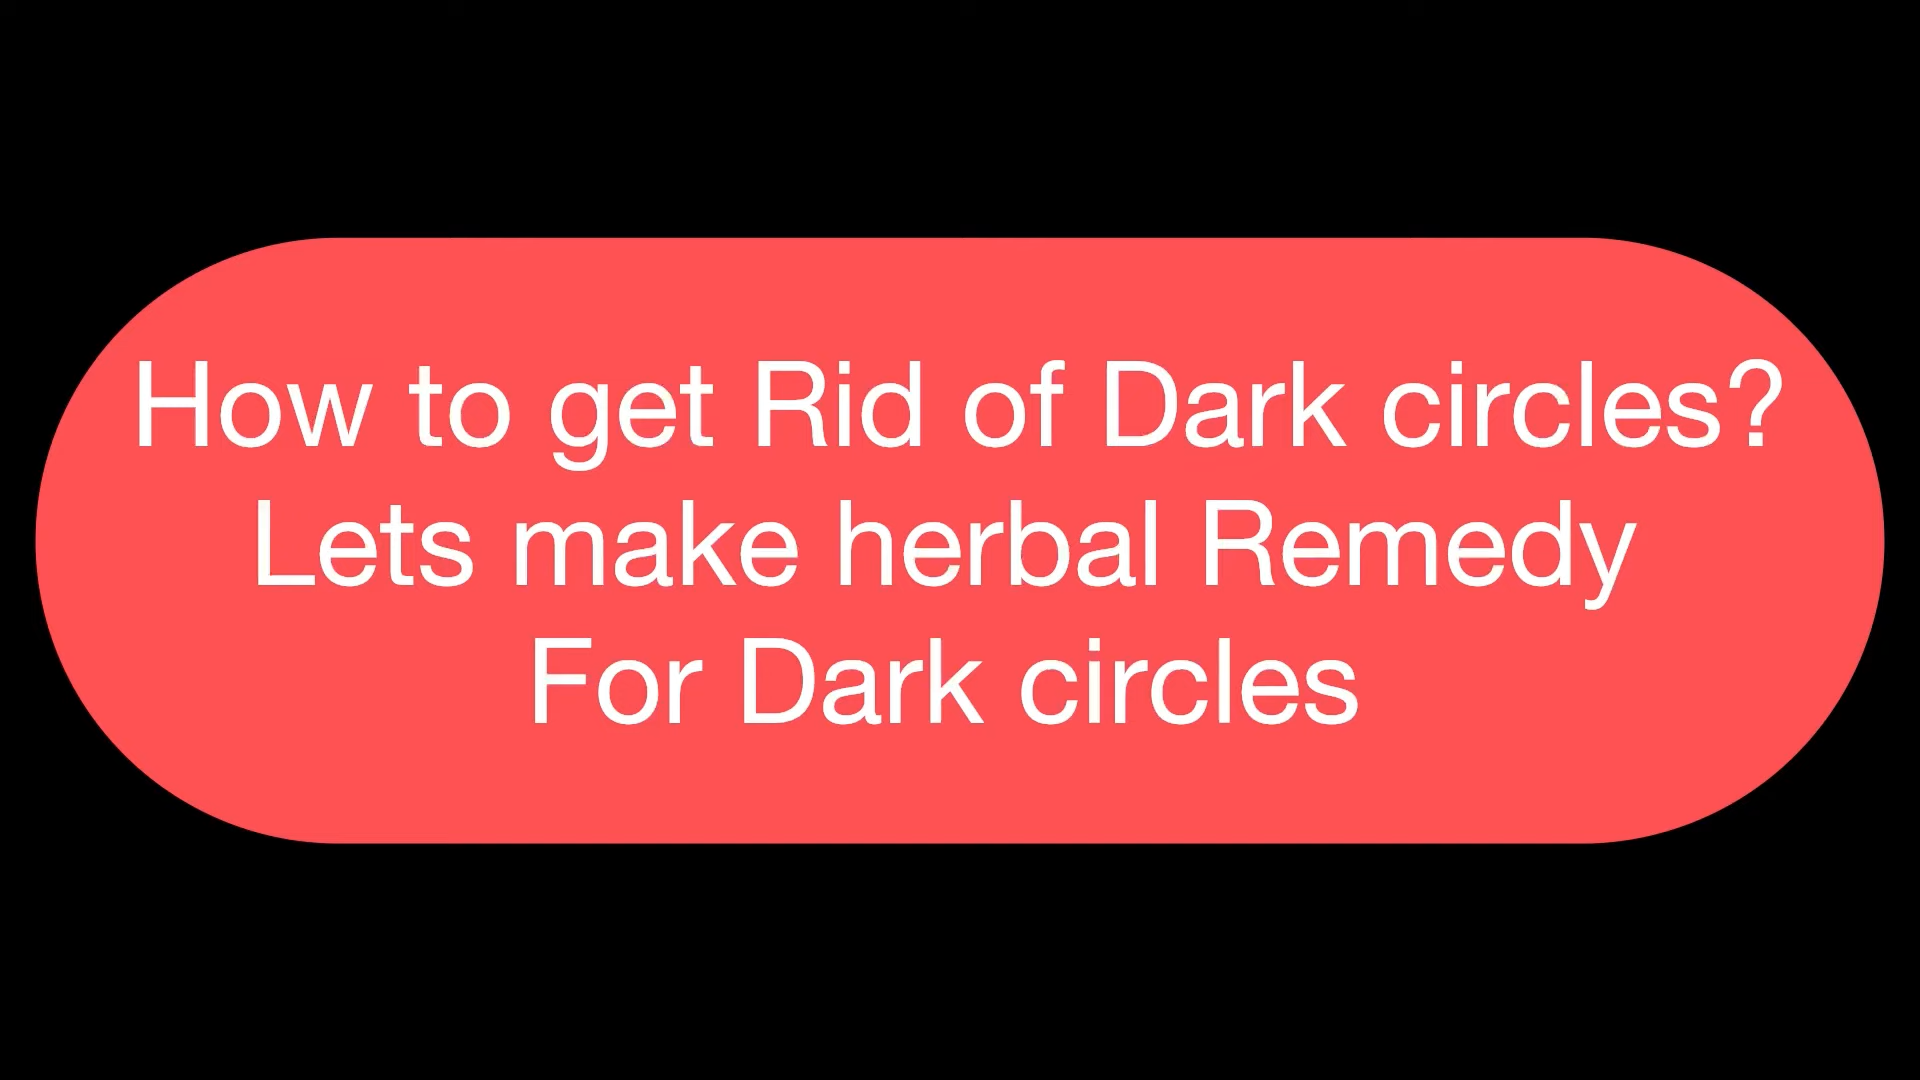 How to get Rid of Dark circles?
Lets make herbal Remedy
For Dark circles